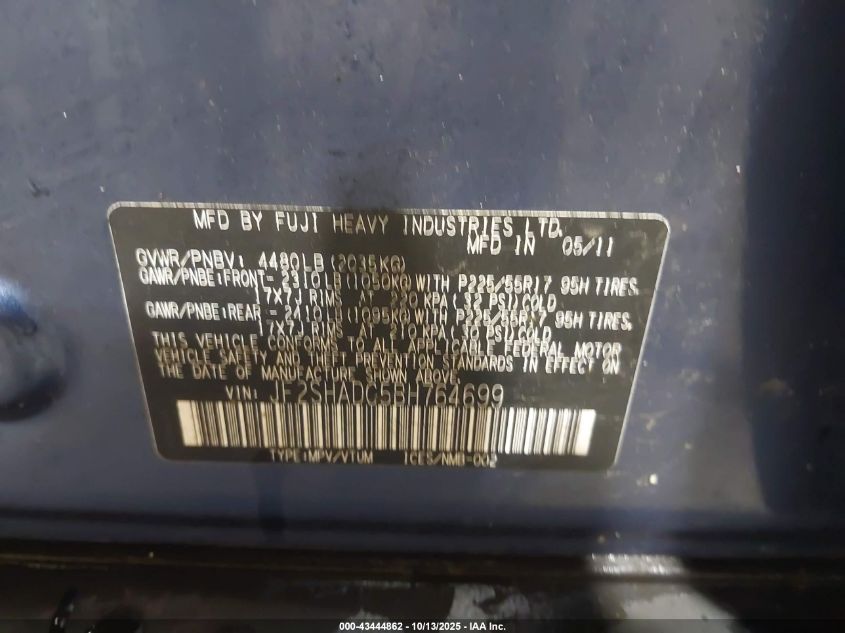 MFD BY FUJI HEAVY INDUSTRIES LTD.
MFD IN 05/11
GVWR/PNBV: 4480LB (2035KG)
GAWR/PNBE:FRONT- 2310LB (1050KG) WITH P225/55R17 95H TIRES,
17X7J RIMS AT 220 KPA (32 PSI) COLD
GAWR/PNBE:REAR - 2410LB (1095KG) WITH P225/55R17 95H TIRES,
17X7J RIMS AT 210 KPA (30 PSI) COLD
THIS VEHICLE CONFORMS TO ALL APPLICABLE FEDERAL MOTOR
VEHICLE SAFETY AND THEFT PREVENTION STANDARDS IN EFFECT ON
THE DATE OF MANUFACTURE SHOWN ABOVE.
VIN: JF2SHADC5BH764699
TYPE:MPV/VTUM ICES/NMB-002
000-43444862 - 10/13/2025 - IAA Inc.